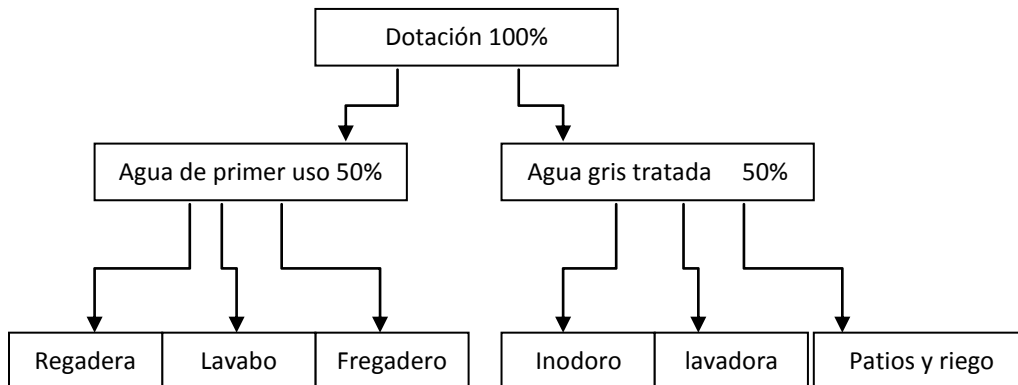 Dotación 100%
Agua de primer uso 50%
Agua gris tratada 50%
Regadera
Lavabo
Fregadero
Inodoro
lavadora
Patios y riego